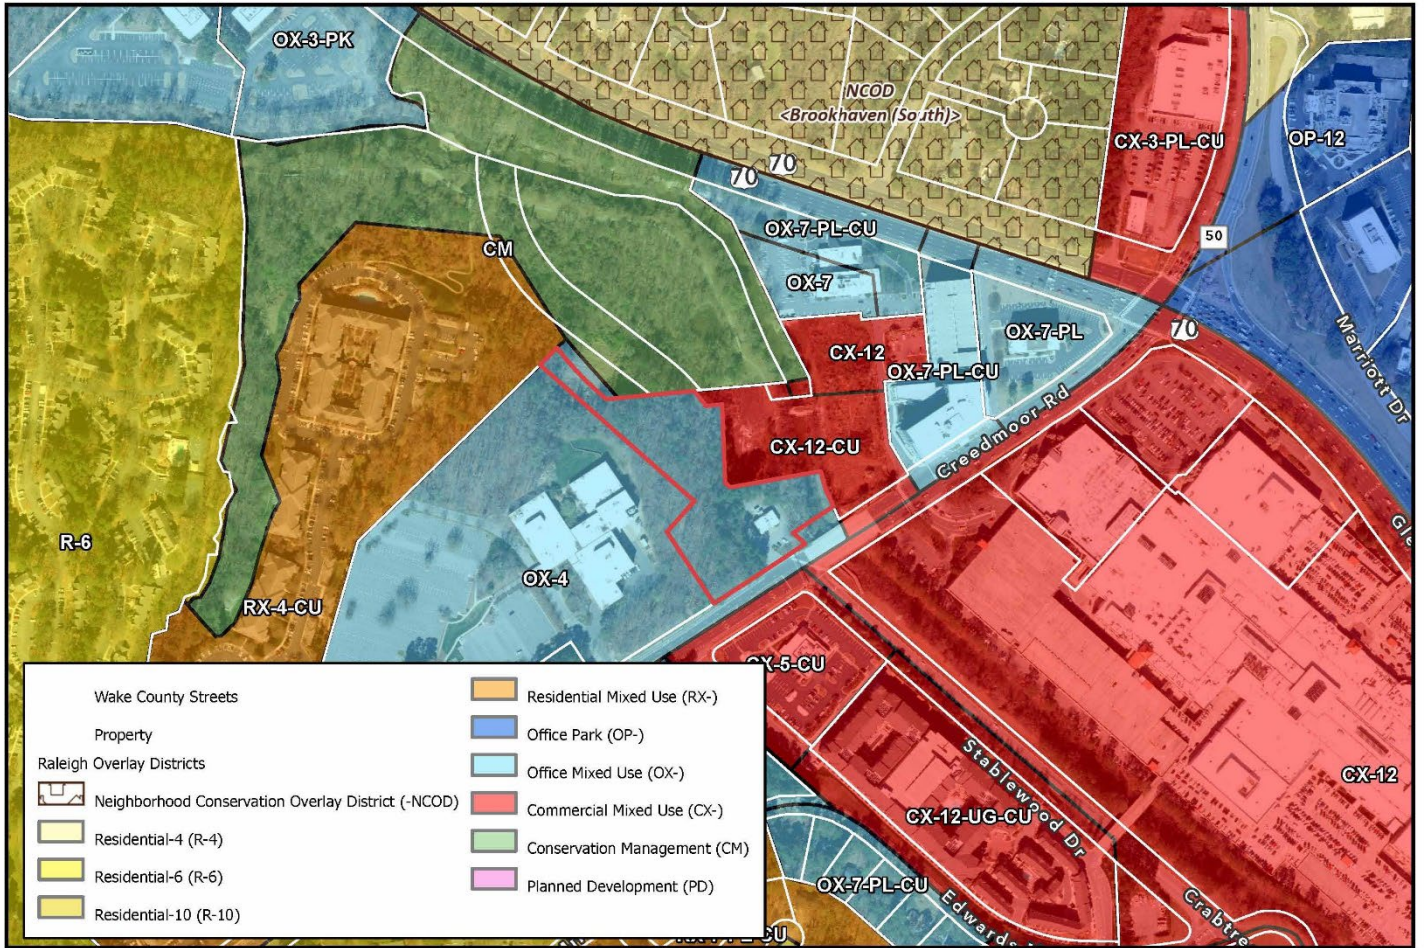 OX-3-PK
NCOD
<Brookhaven (South)>
CX-3-PL-CU
OP-12
70
70
50
CM
OX-7-PL-CU
OX-7
OX-7-PL
70
CX-12
OX-7-PL-CU
Marriott Dr
Creedmoor Rd
CX-12-CU
Gle
R-6
OX-4
RX-4-CU
CX-5-CU
Stablewood Dr
CX-12
CX-12-UG-CU
OX-7-PL-CU
Edwards
Crabtre
Wake County Streets
Property
Raleigh Overlay Districts
Neighborhood Conservation Overlay District (-NCOD)
Residential-4 (R-4)
Residential-6 (R-6)
Residential-10 (R-10)
Residential Mixed Use (RX-)
Office Park (OP-)
Office Mixed Use (OX-)
Commercial Mixed Use (CX-)
Conservation Management (CM)
Planned Development (PD)